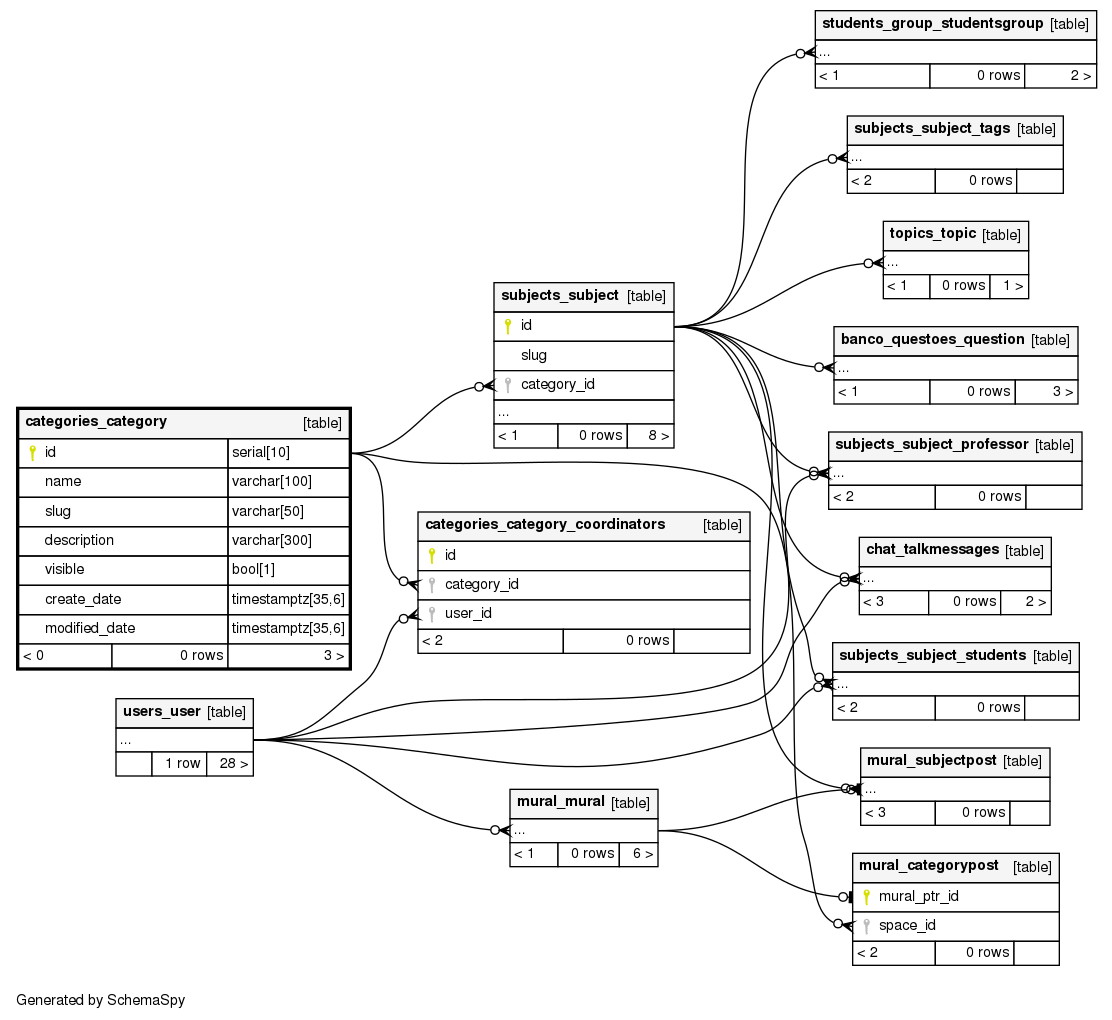 students_group_studentsgroup [table]
...
< 1 0 rows 2 >
subjects_subject_tags [table]
...
< 2 0 rows
topics_topic [table]
...
< 1 0 rows 1 >
subjects_subject [table]
id
slug
category_id
...
< 1 0 rows 8 >
banco_questoes_question [table]
...
< 1 0 rows 3 >
categories_category [table]
id serial[10]
name varchar[100]
slug varchar[50]
description varchar[300]
visible bool[1]
create_date timestamptz[35,6]
modified_date timestamptz[35,6]
< 0 0 rows 3 >
subjects_subject_professor [table]
...
< 2 0 rows
categories_category_coordinators [table]
id
category_id
user_id
< 2 0 rows
chat_talkmessages [table]
...
< 3 0 rows 2 >
subjects_subject_students [table]
...
< 2 0 rows
users_user [table]
...
1 row 28 >
mural_subjectpost [table]
...
< 3 0 rows
mural_mural [table]
...
< 1 0 rows 6 >
mural_categorypost [table]
mural_ptr_id
space_id
< 2 0 rows
Generated by SchemaSpy